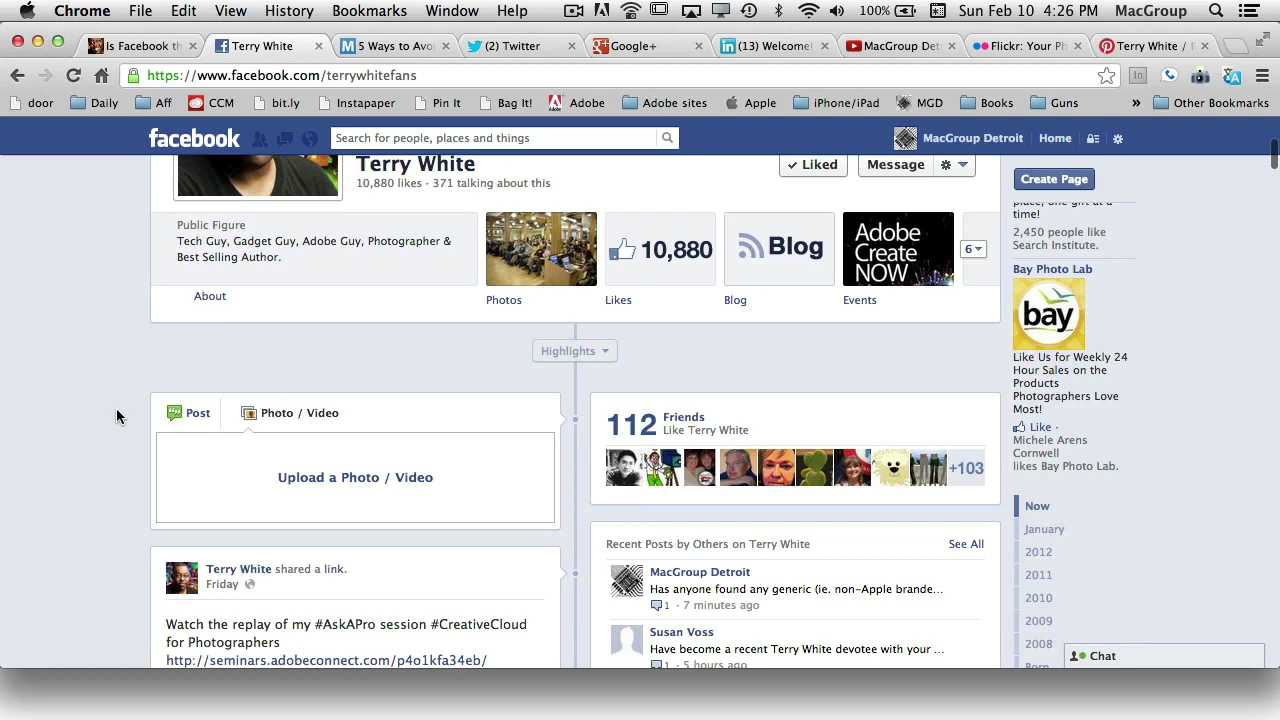 Chrome File Edit View History Bookmarks Window Help 100% Sun Feb 10 4:26 PM MacGroup
Is Facebook th
Terry White
5 Ways to Avo
(2) Twitter
Google+
(13) Welcome
MacGroup Det
Flickr: Your Ph
Terry White / P
https://www.facebook.com/terrywhitefans
door Daily Aff CCM bit.ly Instapaper Pin It Bag It! Adobe Adobe sites Apple iPhone/iPad MGD Books Guns » Other Bookmarks
facebook
Search for people, places and things
MacGroup Detroit Home
Terry White
10,880 likes · 371 talking about this
✓ Liked
Message
Create Page
place, one gift at a
time!
2,450 people like
Search Institute.
Public Figure
Tech Guy, Gadget Guy, Adobe Guy, Photographer &
Best Selling Author.
About
Photos
10,880
Likes
Blog
Blog
Adobe
Create
NOW
Events
6
Bay Photo Lab
bay
Like Us for Weekly 24
Hour Sales on the
Products
Photographers Love
Most!
Like ·
Michele Arens
Cornwell
likes Bay Photo Lab.
Highlights
Post
Photo / Video
Upload a Photo / Video
112 Friends
Like Terry White
+103
Now
January
2012
2011
2010
2009
2008
Born
Recent Posts by Others on Terry White
See All
MacGroup Detroit
Has anyone found any generic (ie. non-Apple brande...
1 · 7 minutes ago
Susan Voss
Have become a recent Terry White devotee with your ...
1 · 5 hours ago
Terry White shared a link.
Friday
Watch the replay of my #AskAPro session #CreativeCloud
for Photographers
http://seminars.adobeconnect.com/p4o1kfa34eb/
Chat